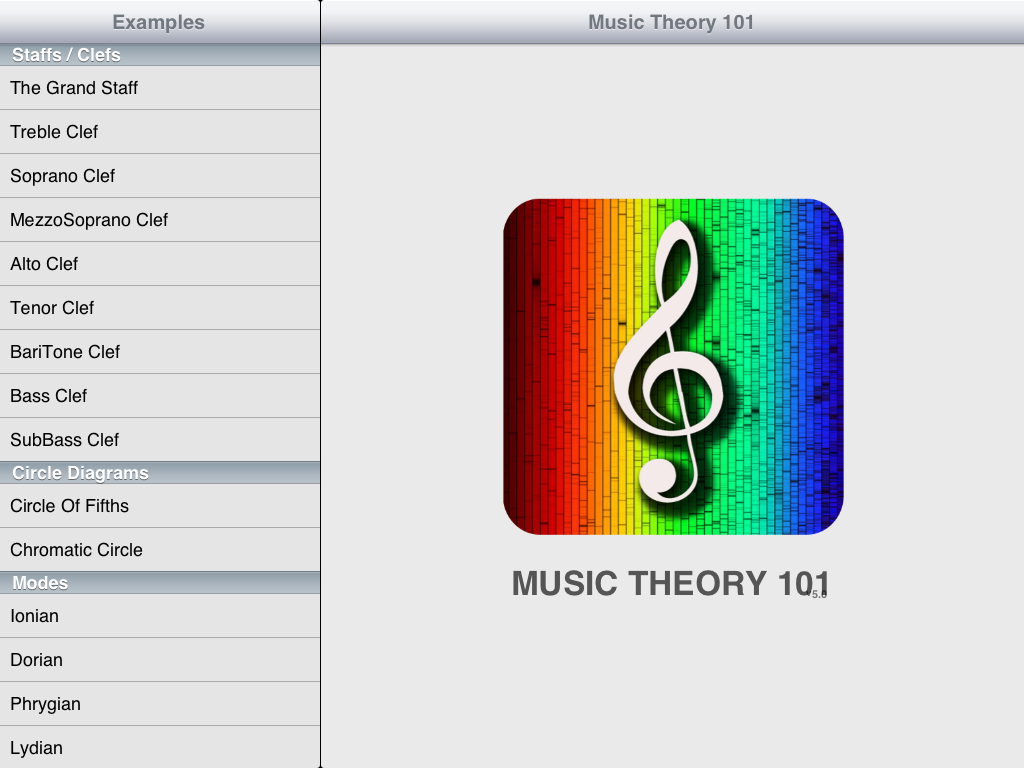 Examples
Staffs / Clefs
The Grand Staff
Treble Clef
Soprano Clef
MezzoSoprano Clef
Alto Clef
Tenor Clef
BariTone Clef
Bass Clef
SubBass Clef
Circle Diagrams
Circle Of Fifths
Chromatic Circle
Modes
Ionian
Dorian
Phrygian
Lydian
Music Theory 101
MUSIC THEORY 101